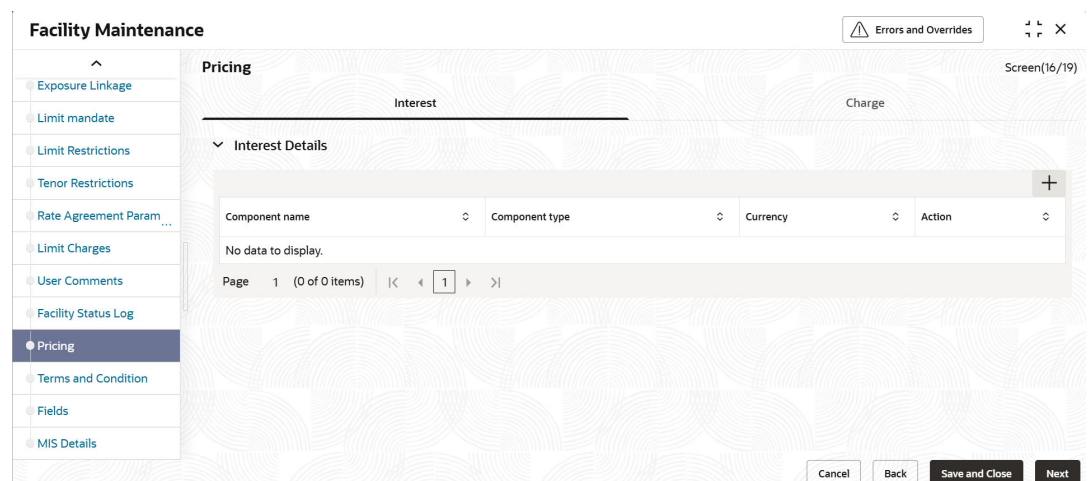 Facility Maintenance
Errors and Overrides
Exposure Linkage
Limit mandate
Limit Restrictions
Tenor Restrictions
Rate Agreement Param...
Limit Charges
User Comments
Facility Status Log
Pricing
Terms and Condition
Fields
MIS Details
Pricing
Screen(16/19)
Interest Charge
Interest Details
Component name Component type Currency Action
No data to display.
Page 1 (0 of 0 items) 1
Cancel Back Save and Close Next